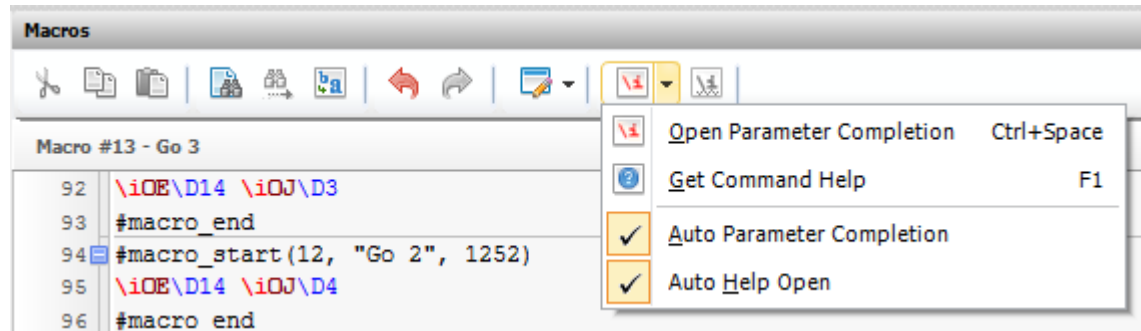 Macros
Macro #13 - Go 3
92 \iOE\D14 \iOJ\D3
93 #macro_end
94 #macro_start(12, "Go 2", 1252)
95 \iOE\D14 \iOJ\D4
96 #macro end
Open Parameter Completion Ctrl+Space
Get Command Help F1
Auto Parameter Completion
Auto Help Open